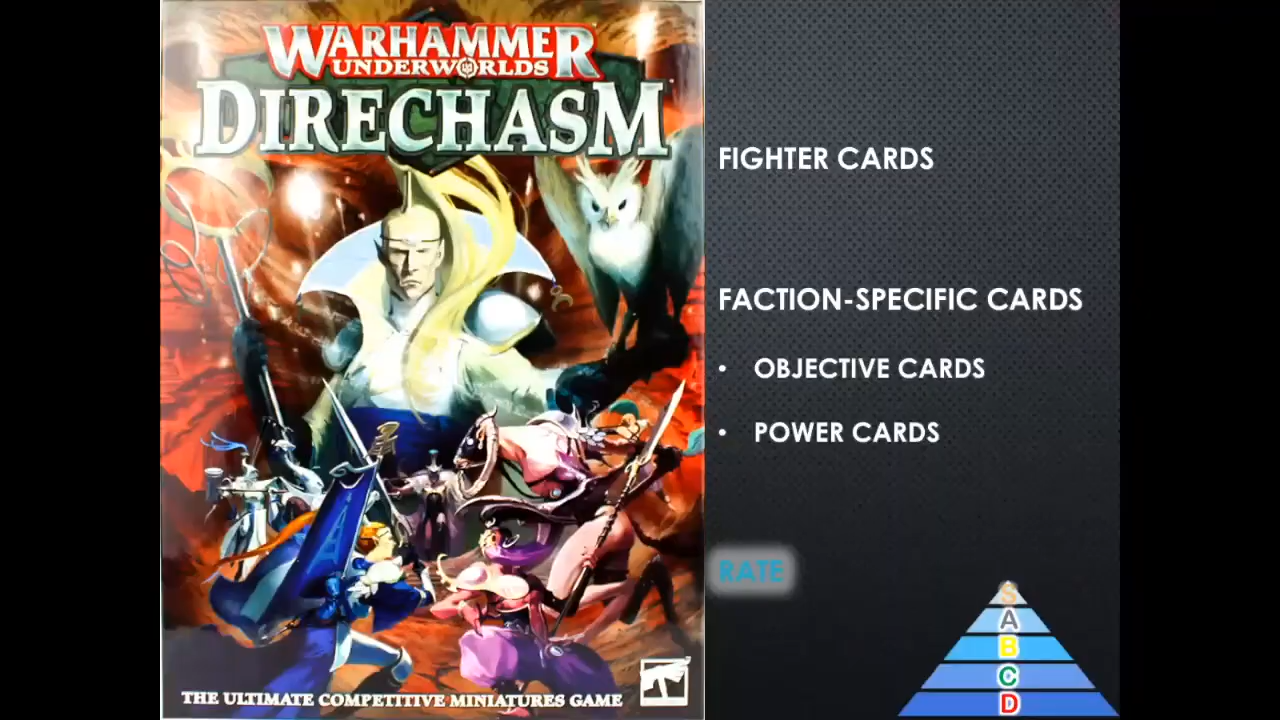 WARHAMMER
UNDERWORLDS
DIRECHASM
THE ULTIMATE COMPETITIVE MINIATURES GAME
FIGHTER CARDS
FACTION-SPECIFIC CARDS
• OBJECTIVE CARDS
• POWER CARDS
RATE
S
A
B
C
D